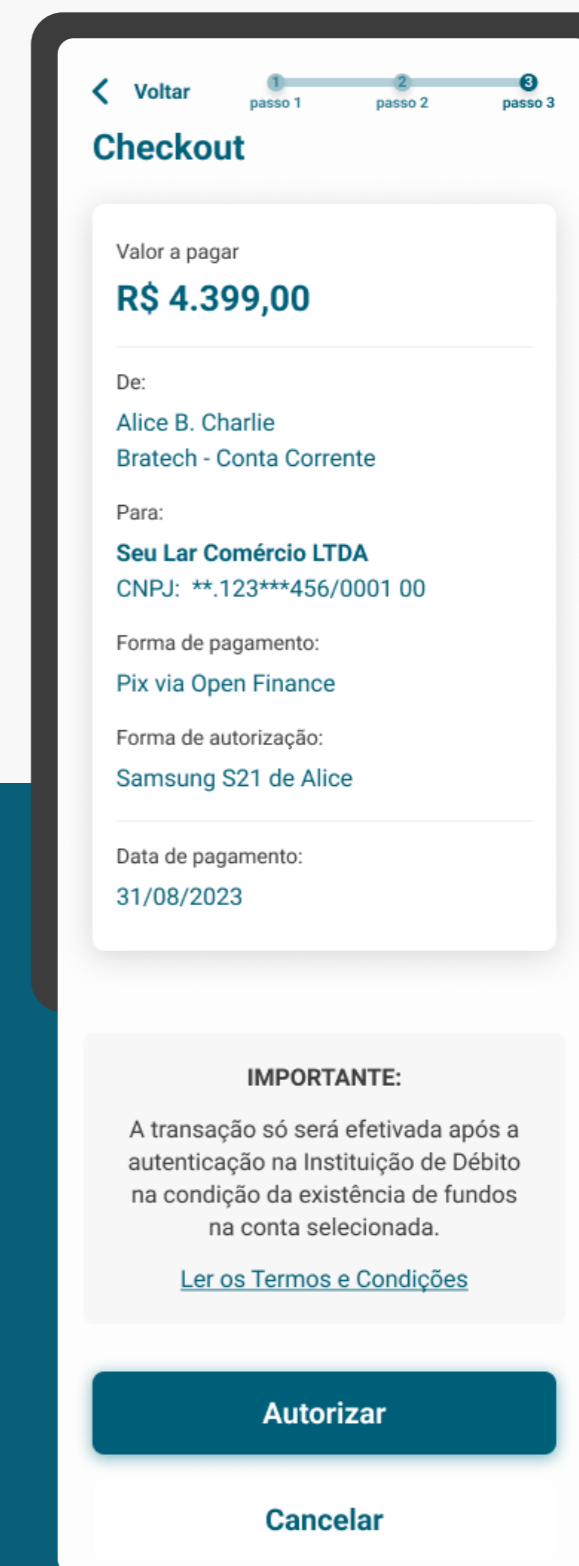 Voltar
1 2 3
passo 1 passo 2 passo 3
Checkout
Valor a pagar
R$ 4.399,00
De:
Alice B. Charlie
Bratech - Conta Corrente
Para:
Seu Lar Comércio LTDA
CNPJ: **.123***456/0001 00
Forma de pagamento:
Pix via Open Finance
Forma de autorização:
Samsung S21 de Alice
Data de pagamento:
31/08/2023
IMPORTANTE:
A transação só será efetivada após a
autenticação na Instituição de Débito
na condição da existência de fundos
na conta selecionada.
Ler os Termos e Condições
Autorizar
Cancelar